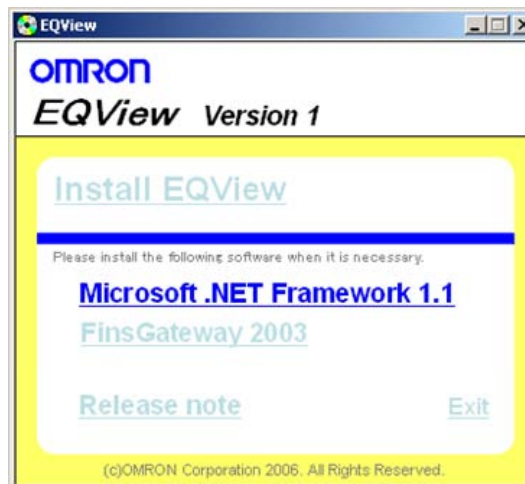 EQView
OMRON
EQView Version 1
Install EQView
Please install the following software when it is necessary.
Microsoft .NET Framework 1.1
FinsGateway 2003
Release note Exit
(c)OMRON Corporation 2006. All Rights Reserved.